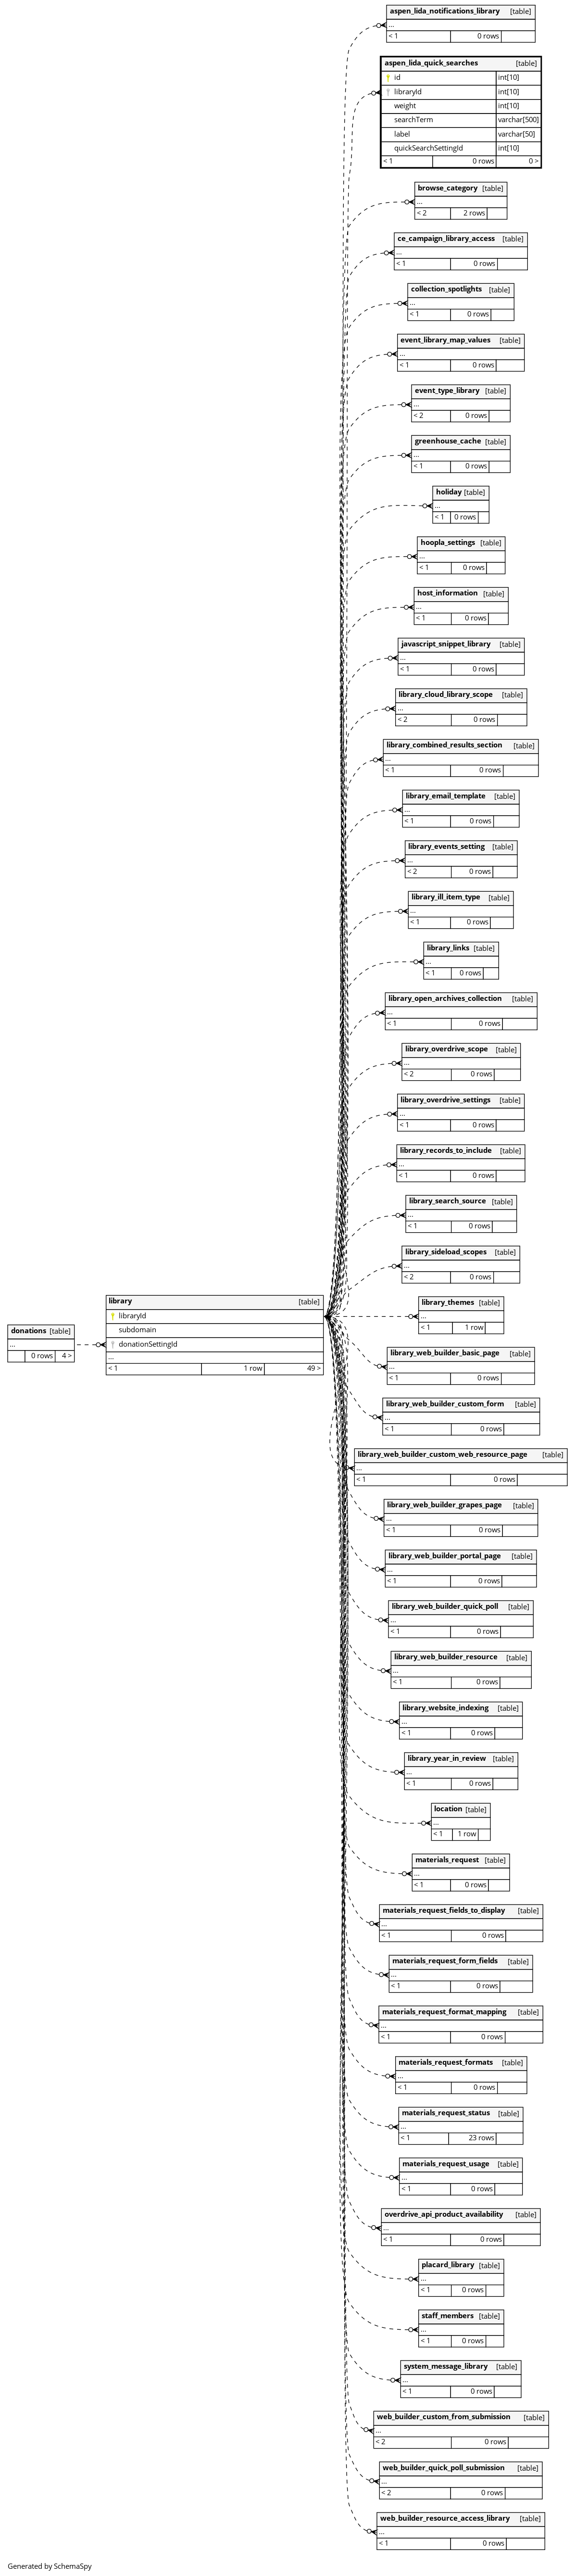 aspen_lida_notifications_library [table]
...
< 1 0 rows
aspen_lida_quick_searches [table]
id int[10]
libraryId int[10]
weight int[10]
searchTerm varchar[500]
label varchar[50]
quickSearchSettingId int[10]
< 1 0 rows 0 >
browse_category [table]
...
< 2 2 rows
ce_campaign_library_access [table]
...
< 1 0 rows
collection_spotlights [table]
...
< 1 0 rows
event_library_map_values [table]
...
< 1 0 rows
event_type_library [table]
...
< 2 0 rows
greenhouse_cache [table]
...
< 1 0 rows
holiday [table]
...
< 1 0 rows
hoopla_settings [table]
...
< 1 0 rows
host_information [table]
...
< 1 0 rows
javascript_snippet_library [table]
...
< 1 0 rows
library_cloud_library_scope [table]
...
< 2 0 rows
library_combined_results_section [table]
...
< 1 0 rows
library_email_template [table]
...
< 1 0 rows
library_events_setting [table]
...
< 2 0 rows
library_ill_item_type [table]
...
< 1 0 rows
library_links [table]
...
< 1 0 rows
library_open_archives_collection [table]
...
< 1 0 rows
library_overdrive_scope [table]
...
< 2 0 rows
library_overdrive_settings [table]
...
< 1 0 rows
library_records_to_include [table]
...
< 1 0 rows
library_search_source [table]
...
< 1 0 rows
library_sideload_scopes [table]
...
< 2 0 rows
library [table]
libraryId
subdomain
donationSettingId
...
< 1 1 row 49 >
donations [table]
...
0 rows 4 >
library_themes [table]
...
< 1 1 row
library_web_builder_basic_page [table]
...
< 1 0 rows
library_web_builder_custom_form [table]
...
< 1 0 rows
library_web_builder_custom_web_resource_page [table]
...
< 1 0 rows
library_web_builder_grapes_page [table]
...
< 1 0 rows
library_web_builder_portal_page [table]
...
< 1 0 rows
library_web_builder_quick_poll [table]
...
< 1 0 rows
library_web_builder_resource [table]
...
< 1 0 rows
library_website_indexing [table]
...
< 1 0 rows
library_year_in_review [table]
...
< 1 0 rows
location [table]
...
< 1 1 row
materials_request [table]
...
< 1 0 rows
materials_request_fields_to_display [table]
...
< 1 0 rows
materials_request_form_fields [table]
...
< 1 0 rows
materials_request_format_mapping [table]
...
< 1 0 rows
materials_request_formats [table]
...
< 1 0 rows
materials_request_status [table]
...
< 1 23 rows
materials_request_usage [table]
...
< 1 0 rows
overdrive_api_product_availability [table]
...
< 1 0 rows
placard_library [table]
...
< 1 0 rows
staff_members [table]
...
< 1 0 rows
system_message_library [table]
...
< 1 0 rows
web_builder_custom_from_submission [table]
...
< 2 0 rows
web_builder_quick_poll_submission [table]
...
< 2 0 rows
web_builder_resource_access_library [table]
...
< 1 0 rows
Generated by SchemaSpy